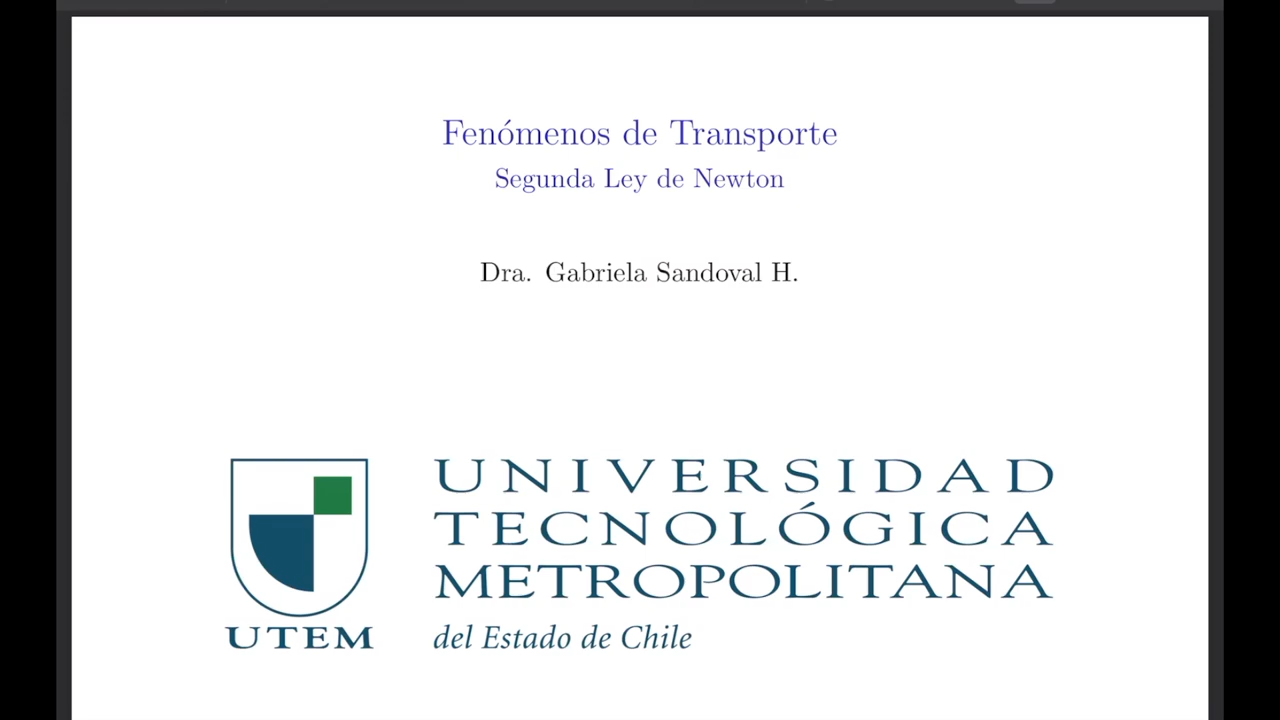 Fenómenos de Transporte
Segunda Ley de Newton
Dra. Gabriela Sandoval H.
UNIVERSIDAD
TECNOLÓGICA
METROPOLITANA
UTEM
del Estado de Chile